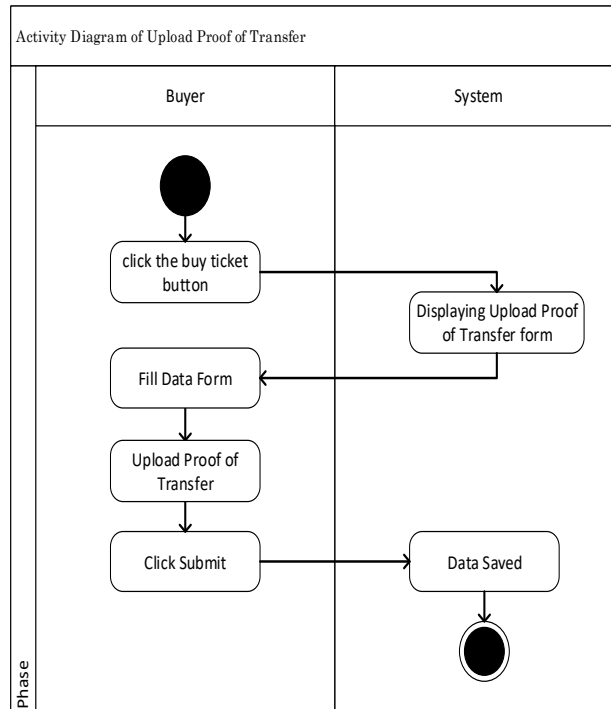 Activity Diagram of Upload Proof of Transfer
Buyer
System
click the buy ticket
button
Displaying Upload Proof
of Transfer form
Fill Data Form
Upload Proof of
Transfer
Click Submit
Data Saved
Phase